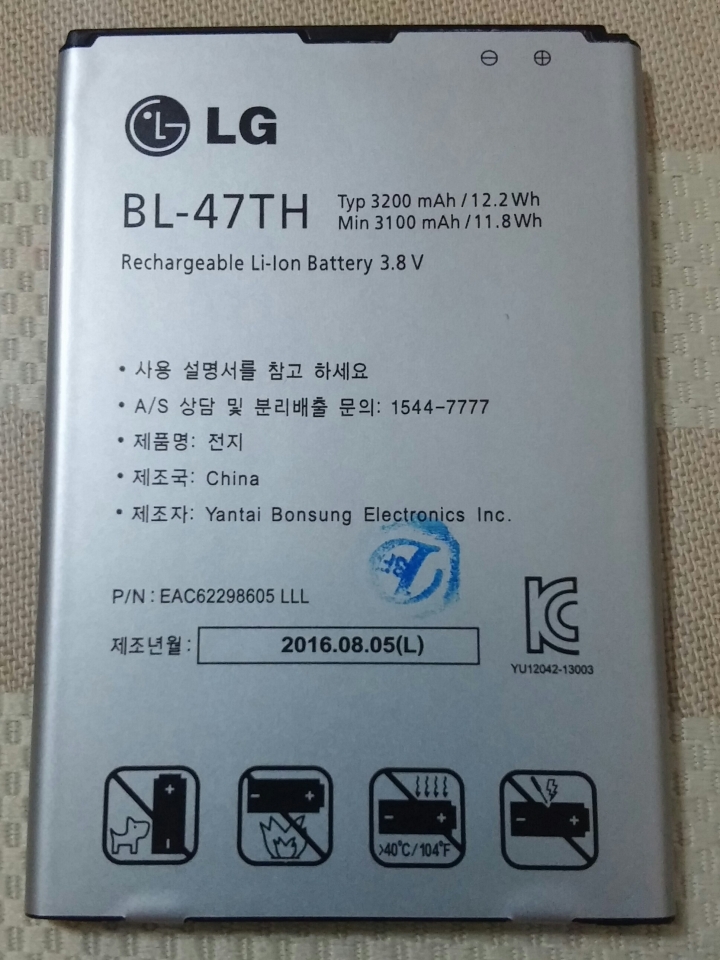 LG
BL-47TH
Typ 3200 mAh / 12.2 Wh
Min 3100 mAh / 11.8 Wh
Rechargeable Li-Ion Battery 3.8 V
• 사용 설명서를 참고 하세요
• A/S 상담 및 분리배출 문의: 1544-7777
• 제품명: 전지
• 제조국: China
• 제조자: Yantai Bonsung Electronics Inc.
P/N : EAC62298605 LLL
제조년월 : 2016.08.05(L)
YU12042-13003
>40°C / 104°F